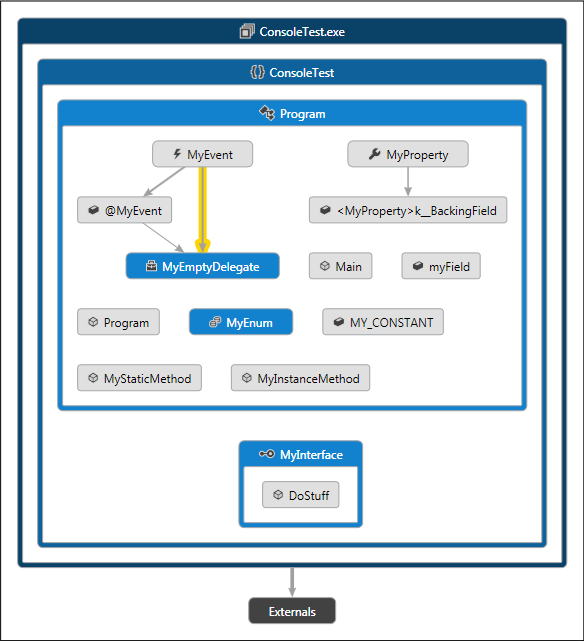 ConsoleTest.exe
ConsoleTest
Program
MyEvent
MyProperty
@MyEvent
<MyProperty>k__BackingField
MyEmptyDelegate
Main
myField
Program
MyEnum
MY_CONSTANT
MyStaticMethod
MyInstanceMethod
MyInterface
DoStuff
Externals